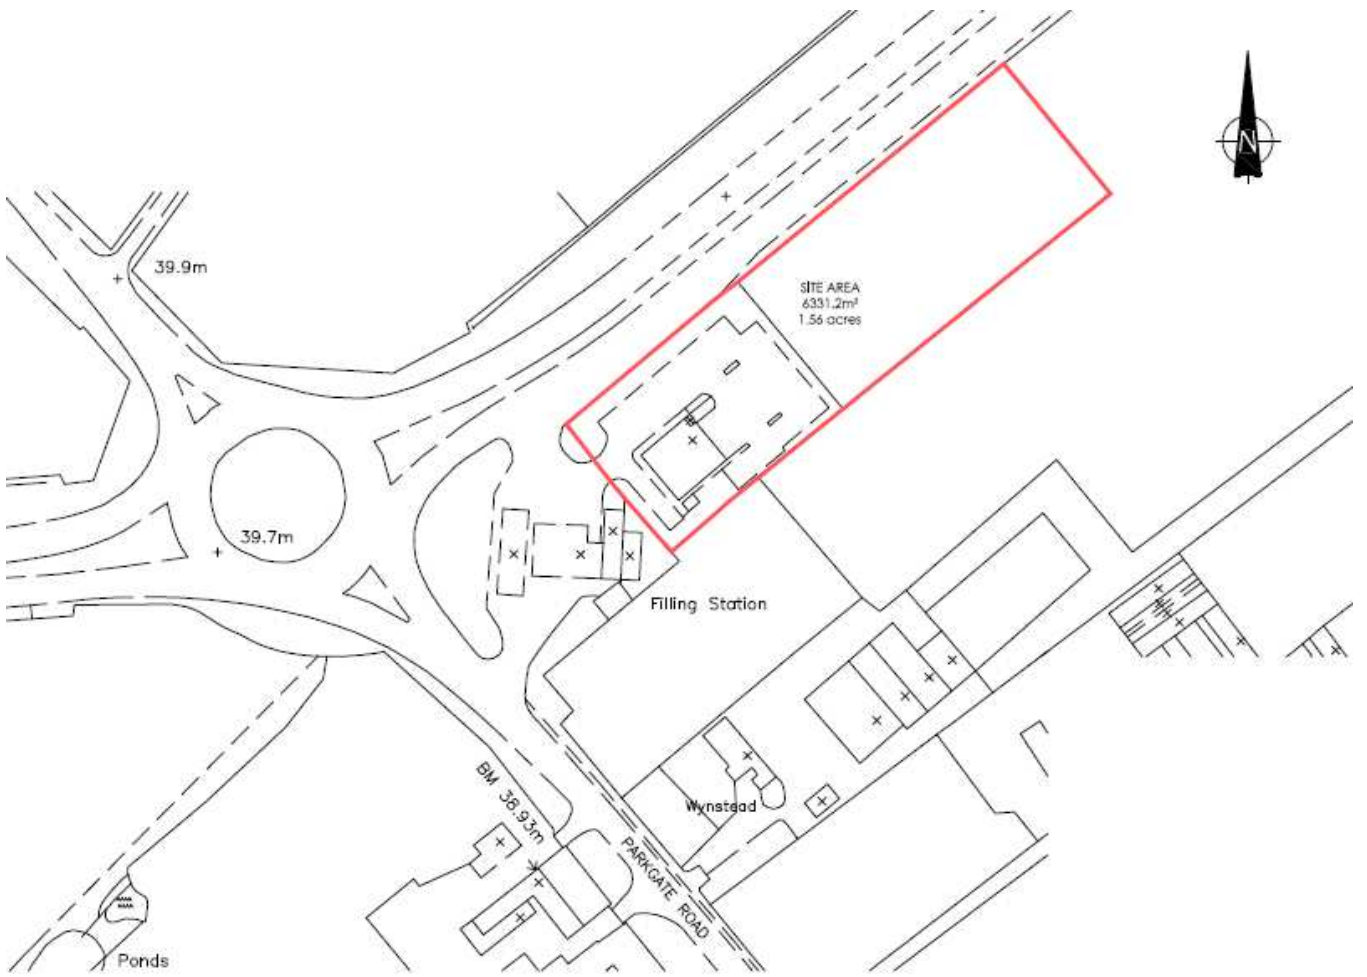 N
39.9m
SITE AREA
6331.2m²
1.56 acres
39.7m
Filling Station
BM 38.93m
Wynstead
PARKGATE ROAD
Ponds